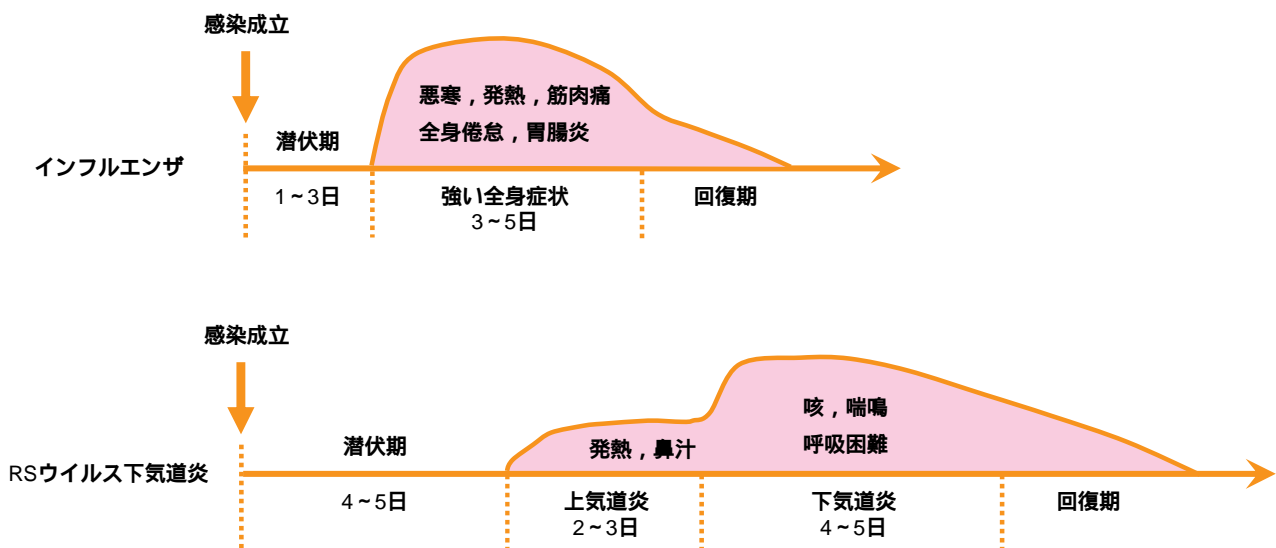 感染成立
悪寒，発熱，筋肉痛
全身倦怠，胃腸炎
潜伏期
インフルエンザ
1～3日
強い全身症状
3～5日
回復期
感染成立
咳，喘鳴
呼吸困難
発熱，鼻汁
潜伏期
RSウイルス下気道炎
4～5日
上気道炎
2～3日
下気道炎
4～5日
回復期